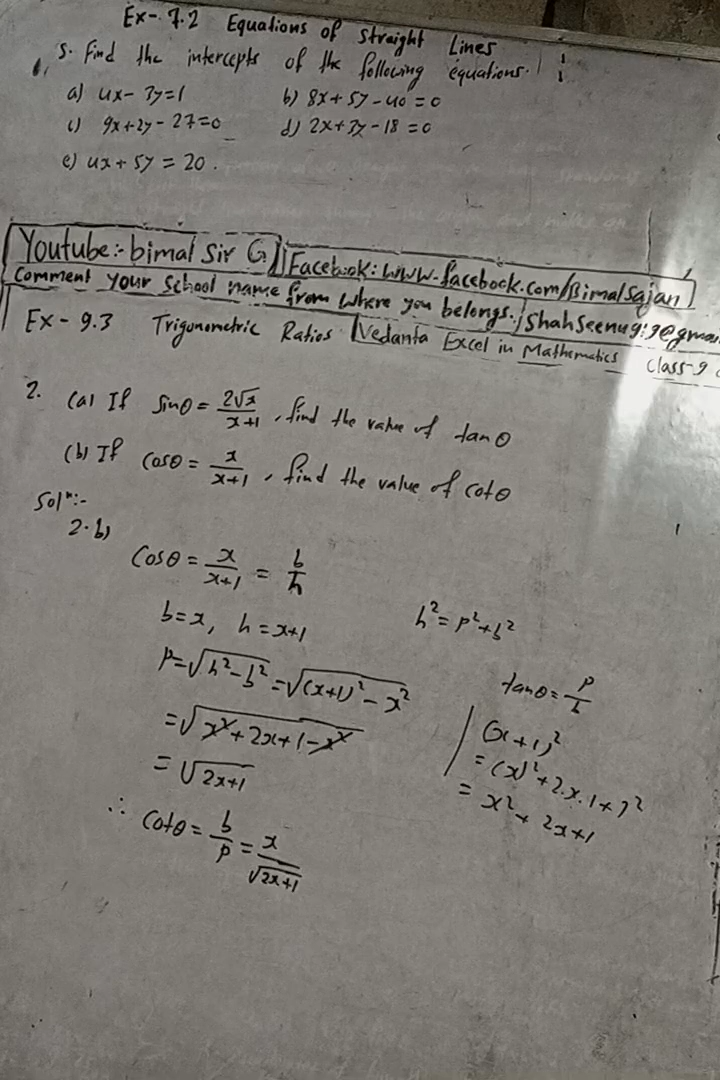 Ex-7.2 Equations of Straight Lines
5. Find the intercepts of the following equations.
a) 4x-3y=1 b) 8x+5y-40=0
c) 9x+2y-27=0 d) 2x+3y-18=0
e) 4x+5y=20.
Youtube:- bimal Sir G Facebook: www.facebook.com/Bimalsajan
Comment your school name from where you belongs.
Ex-9.3 Trigonometric Ratios Vedanta Excel in Mathematics Class-9
2. (a) If Sinθ = 2√x/x+1, find the value of tanθ
(b) If Cosθ = x/x+1, find the value of Cotθ
Solⁿ:-
2.b)
Cosθ = x/x+1 = b/h
b=x, h=x+1 h²=p²+b²
p=√h²-b² = √(x+1)²-x² tanθ = p/b
=√x²+2x+1-x² (x+1)²
=√2x+1 = (x)²+2.x.1+1²
= x²+2x+1
∴ Cotθ = b/p = x/√2x+1